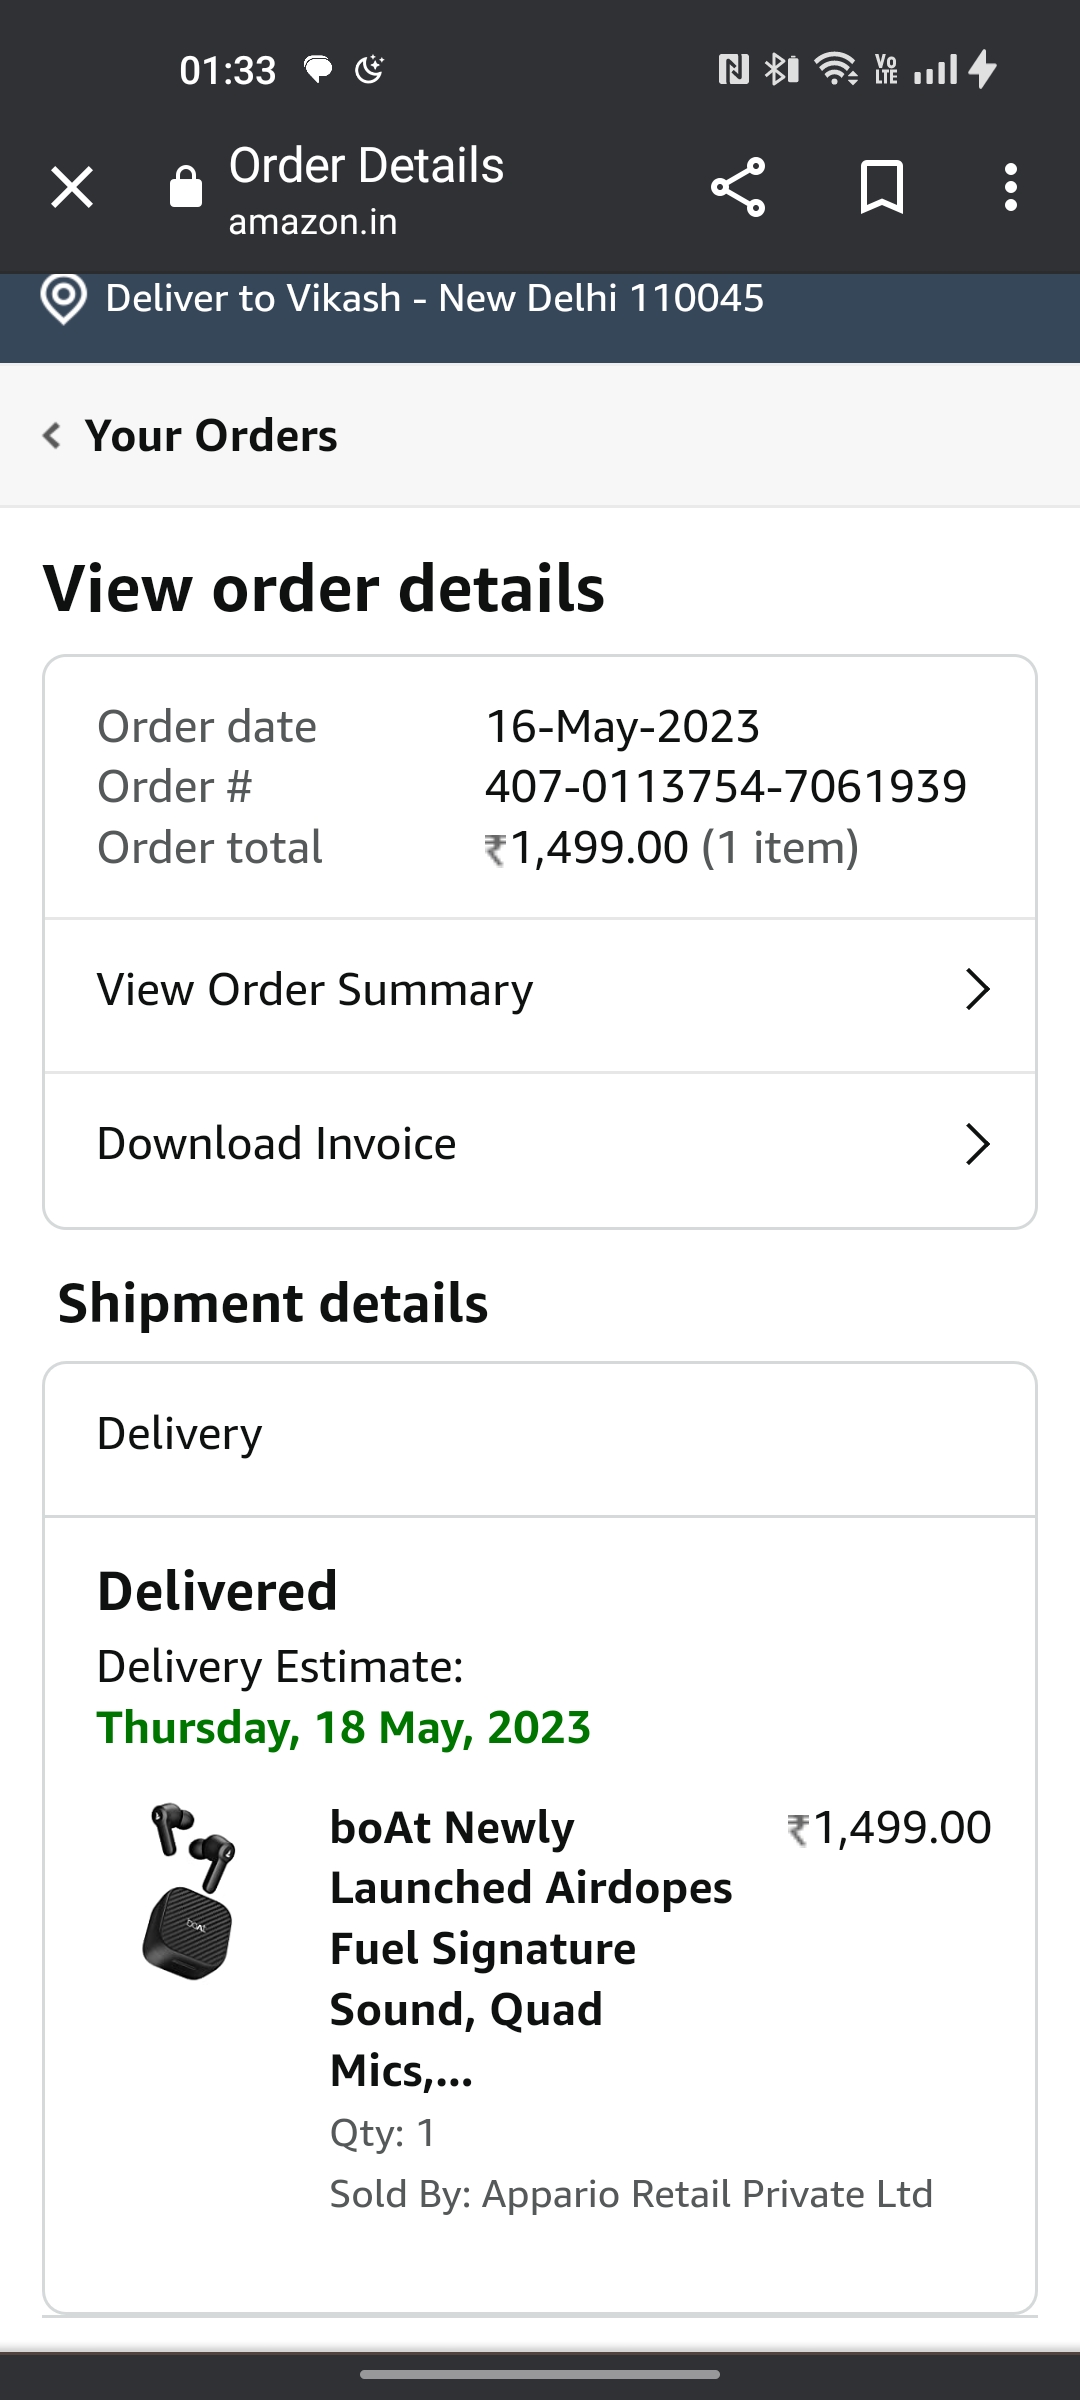 01:33
Vo LTE
Order Details
amazon.in
Deliver to Vikash - New Delhi 110045
Your Orders
View order details
Order date 16-May-2023
Order # 407-0113754-7061939
Order total ₹1,499.00 (1 item)
View Order Summary
Download Invoice
Shipment details
Delivery
Delivered
Delivery Estimate:
Thursday, 18 May, 2023
boAt
boAt Newly ₹1,499.00
Launched Airdopes
Fuel Signature
Sound, Quad
Mics,...
Qty: 1
Sold By: Appario Retail Private Ltd